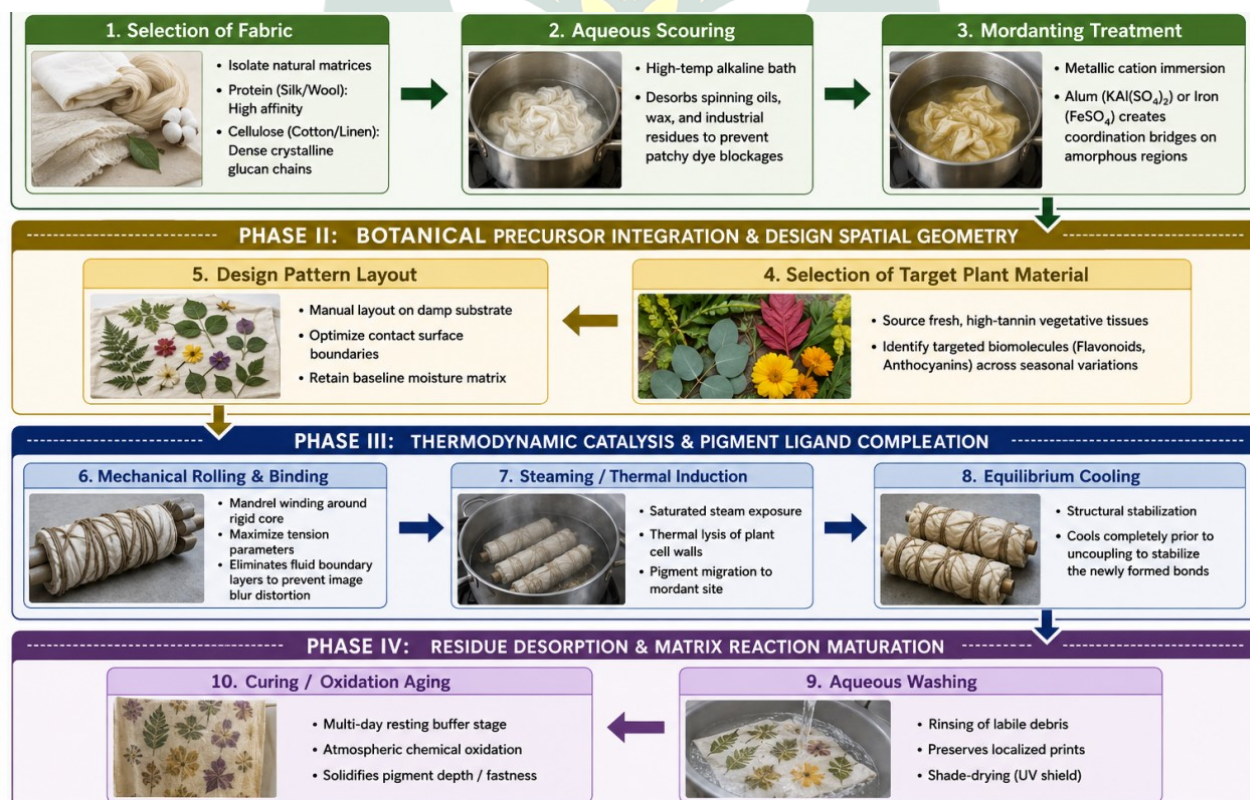 1. Selection of Fabric
• Isolate natural matrices
• Protein (Silk/Wool):
High affinity
• Cellulose (Cotton/Linen):
Dense crystalline
glucan chains
2. Aqueous Scouring
• High-temp alkaline bath
• Desorbs spinning oils,
wax, and industrial
residues to prevent
patchy dye blockages
3. Mordanting Treatment
• Metallic cation immersion
• Alum (KAl(SO₄)₂) or Iron
(FeSO₄) creates
coordination bridges on
amorphous regions
PHASE II: BOTANICAL PRECURSOR INTEGRATION & DESIGN SPATIAL GEOMETRY
4. Selection of Target Plant Material
• Source fresh, high-tannin vegetative tissues
• Identify targeted biomolecules (Flavonoids,
Anthocyanins) across seasonal variations
5. Design Pattern Layout
• Manual layout on damp substrate
• Optimize contact surface
boundaries
• Retain baseline moisture matrix
PHASE III: THERMODYNAMIC CATALYSIS & PIGMENT LIGAND COMPLEATION
6. Mechanical Rolling & Binding
• Mandrel winding around
rigid core
• Maximize tension
parameters
• Eliminates fluid boundary
layers to prevent image
blur distortion
7. Steaming / Thermal Induction
• Saturated steam exposure
• Thermal lysis of plant
cell walls
• Pigment migration to
mordant site
8. Equilibrium Cooling
• Structural stabilization
• Cools completely prior to
uncoupling to stabilize
the newly formed bonds
PHASE IV: RESIDUE DESORPTION & MATRIX REACTION MATURATION
9. Aqueous Washing
• Rinsing of labile debris
• Preserves localized prints
• Shade-drying (UV shield)
10. Curing / Oxidation Aging
• Multi-day resting buffer stage
• Atmospheric chemical oxidation
• Solidifies pigment depth / fastness